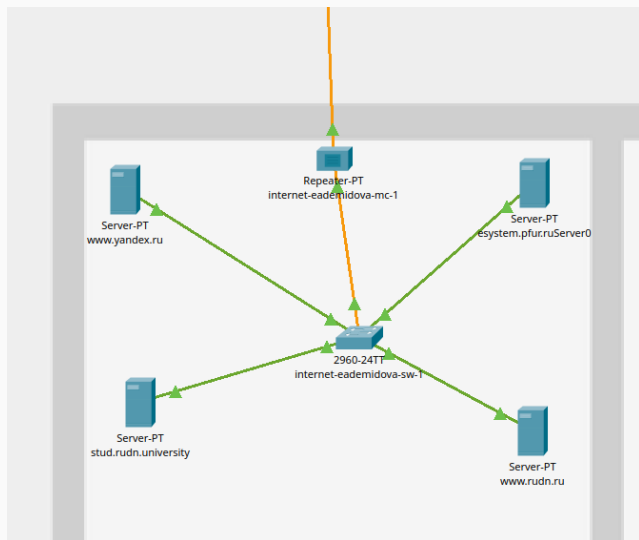 Repeater-PT
internet-eademidova-mc-1
Server-PT
www.yandex.ru
Server-PT
esystem.pfur.ruServer0
2960-24TT
internet-eademidova-sw-1
Server-PT
stud.rudn.university
Server-PT
www.rudn.ru